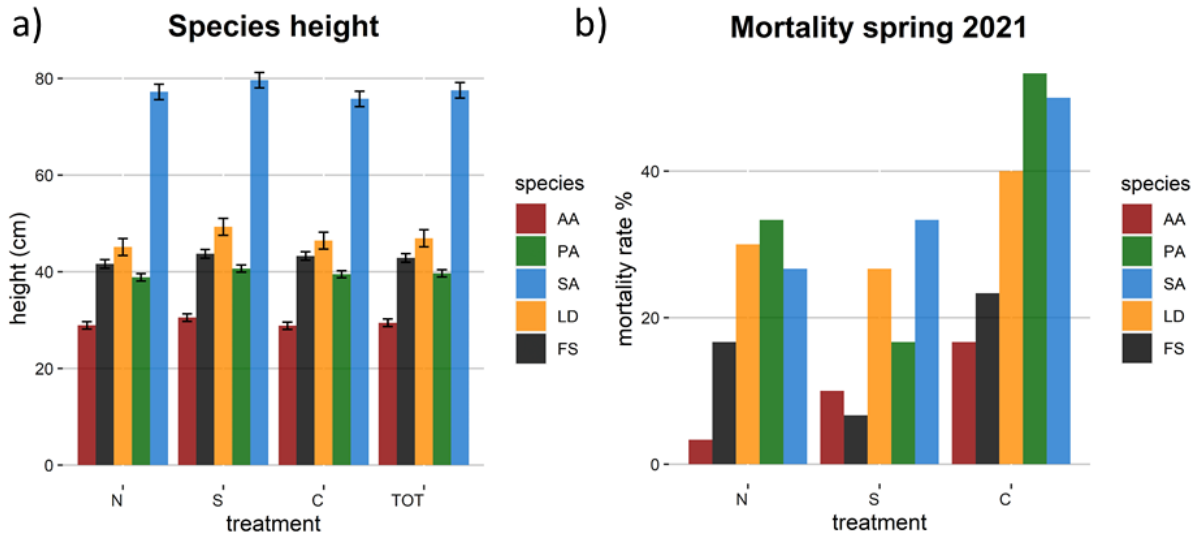 a)
Species height
height (cm)
80
60
40
20
0
N
S
C
TOT
treatment
species
AA
PA
SA
LD
FS
b)
Mortality spring 2021
mortality rate %
40
20
0
N
S
C
treatment
species
AA
PA
SA
LD
FS